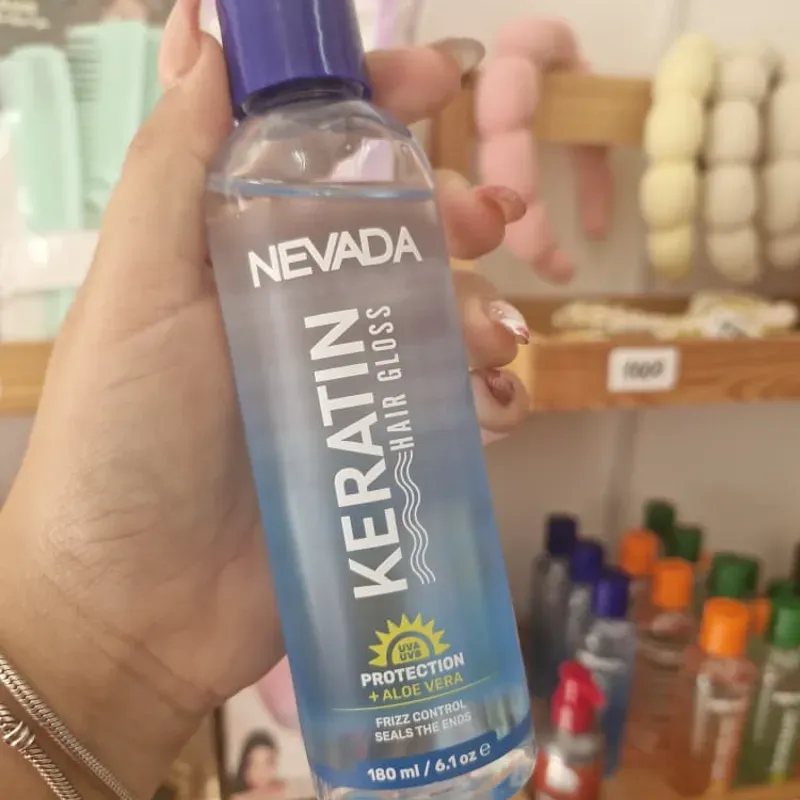 NEVADA
KERATIN
HAIR GLOSS
UVA
UVB
PROTECTION
+ ALOE VERA
FRIZZ CONTROL
SEALS THE ENDS
180 ml / 6.1 oz ℮